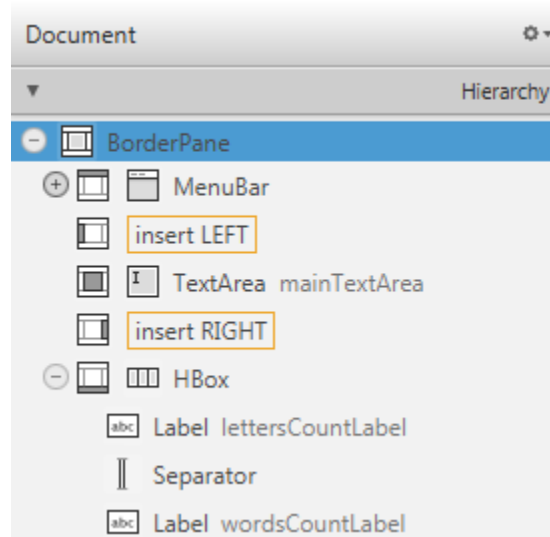 Document
Hierarchy
BorderPane
MenuBar
insert LEFT
TextArea mainTextArea
insert RIGHT
HBox
abc Label lettersCountLabel
Separator
abc Label wordsCountLabel